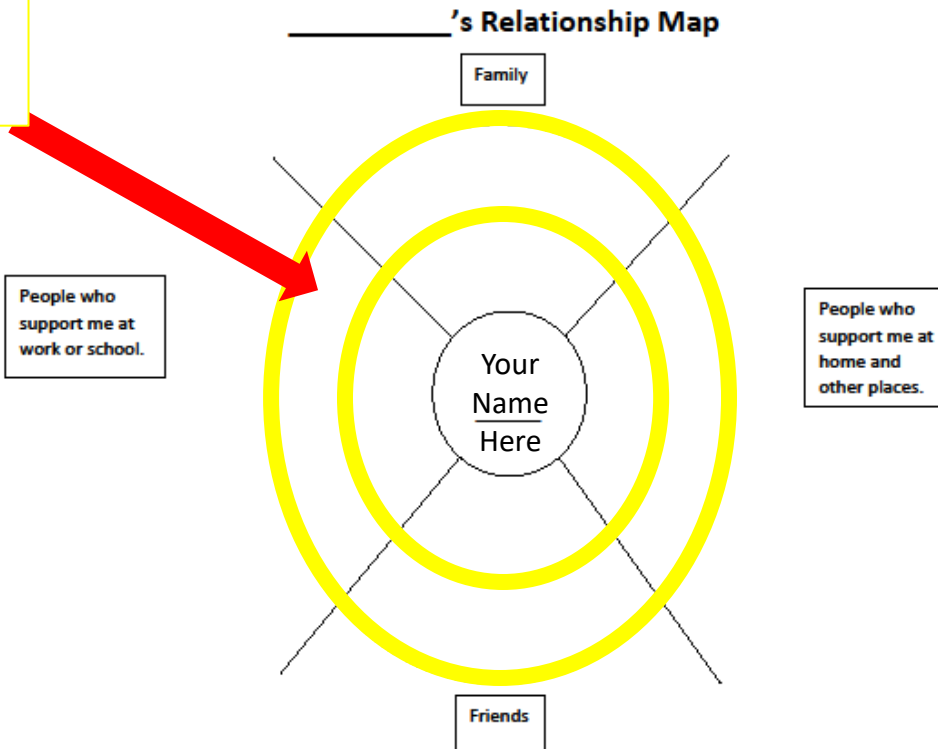 __________'s Relationship Map
Family
People who
support me at
work or school.
Your
Name
Here
People who
support me at
home and
other places.
Friends